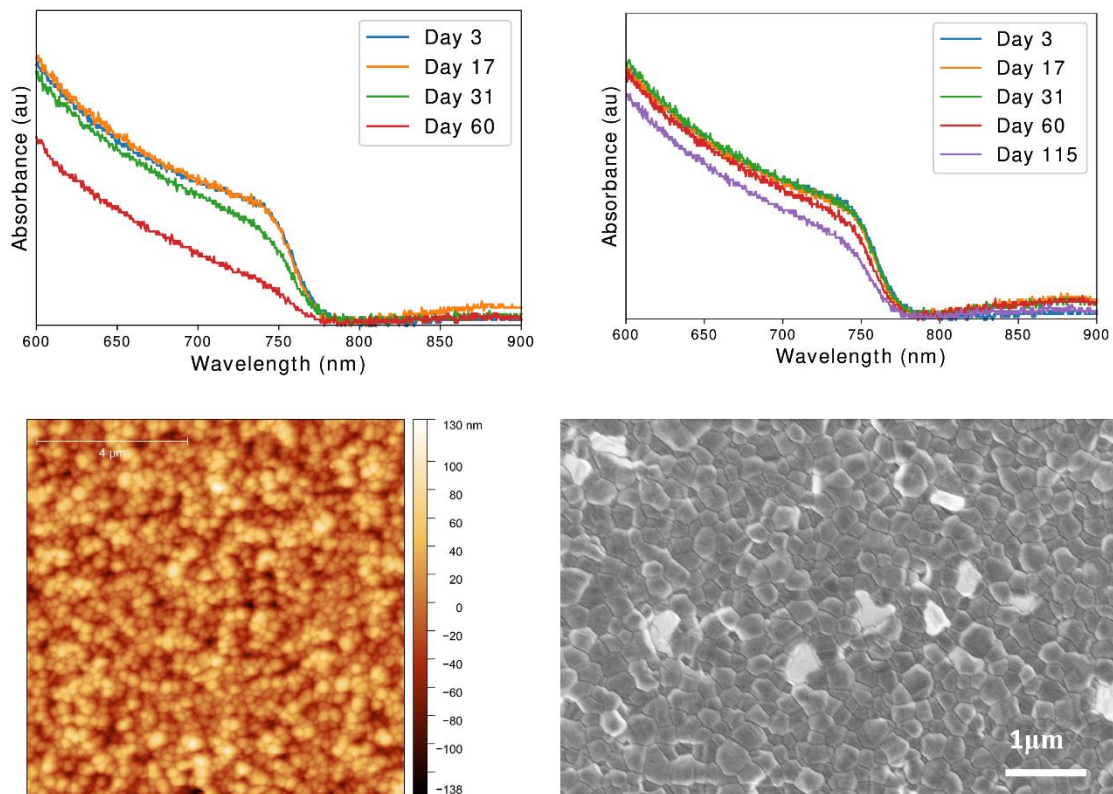 Absorbance (au)
Day 3
Day 17
Day 31
Day 60
600 650 700 750 800 850 900
Wavelength (nm)
Absorbance (au)
Day 3
Day 17
Day 31
Day 60
Day 115
600 650 700 750 800 850 900
Wavelength (nm)
4 µm
130 nm
100
80
60
40
20
0
−20
−40
−60
−80
−100
−138
1µm